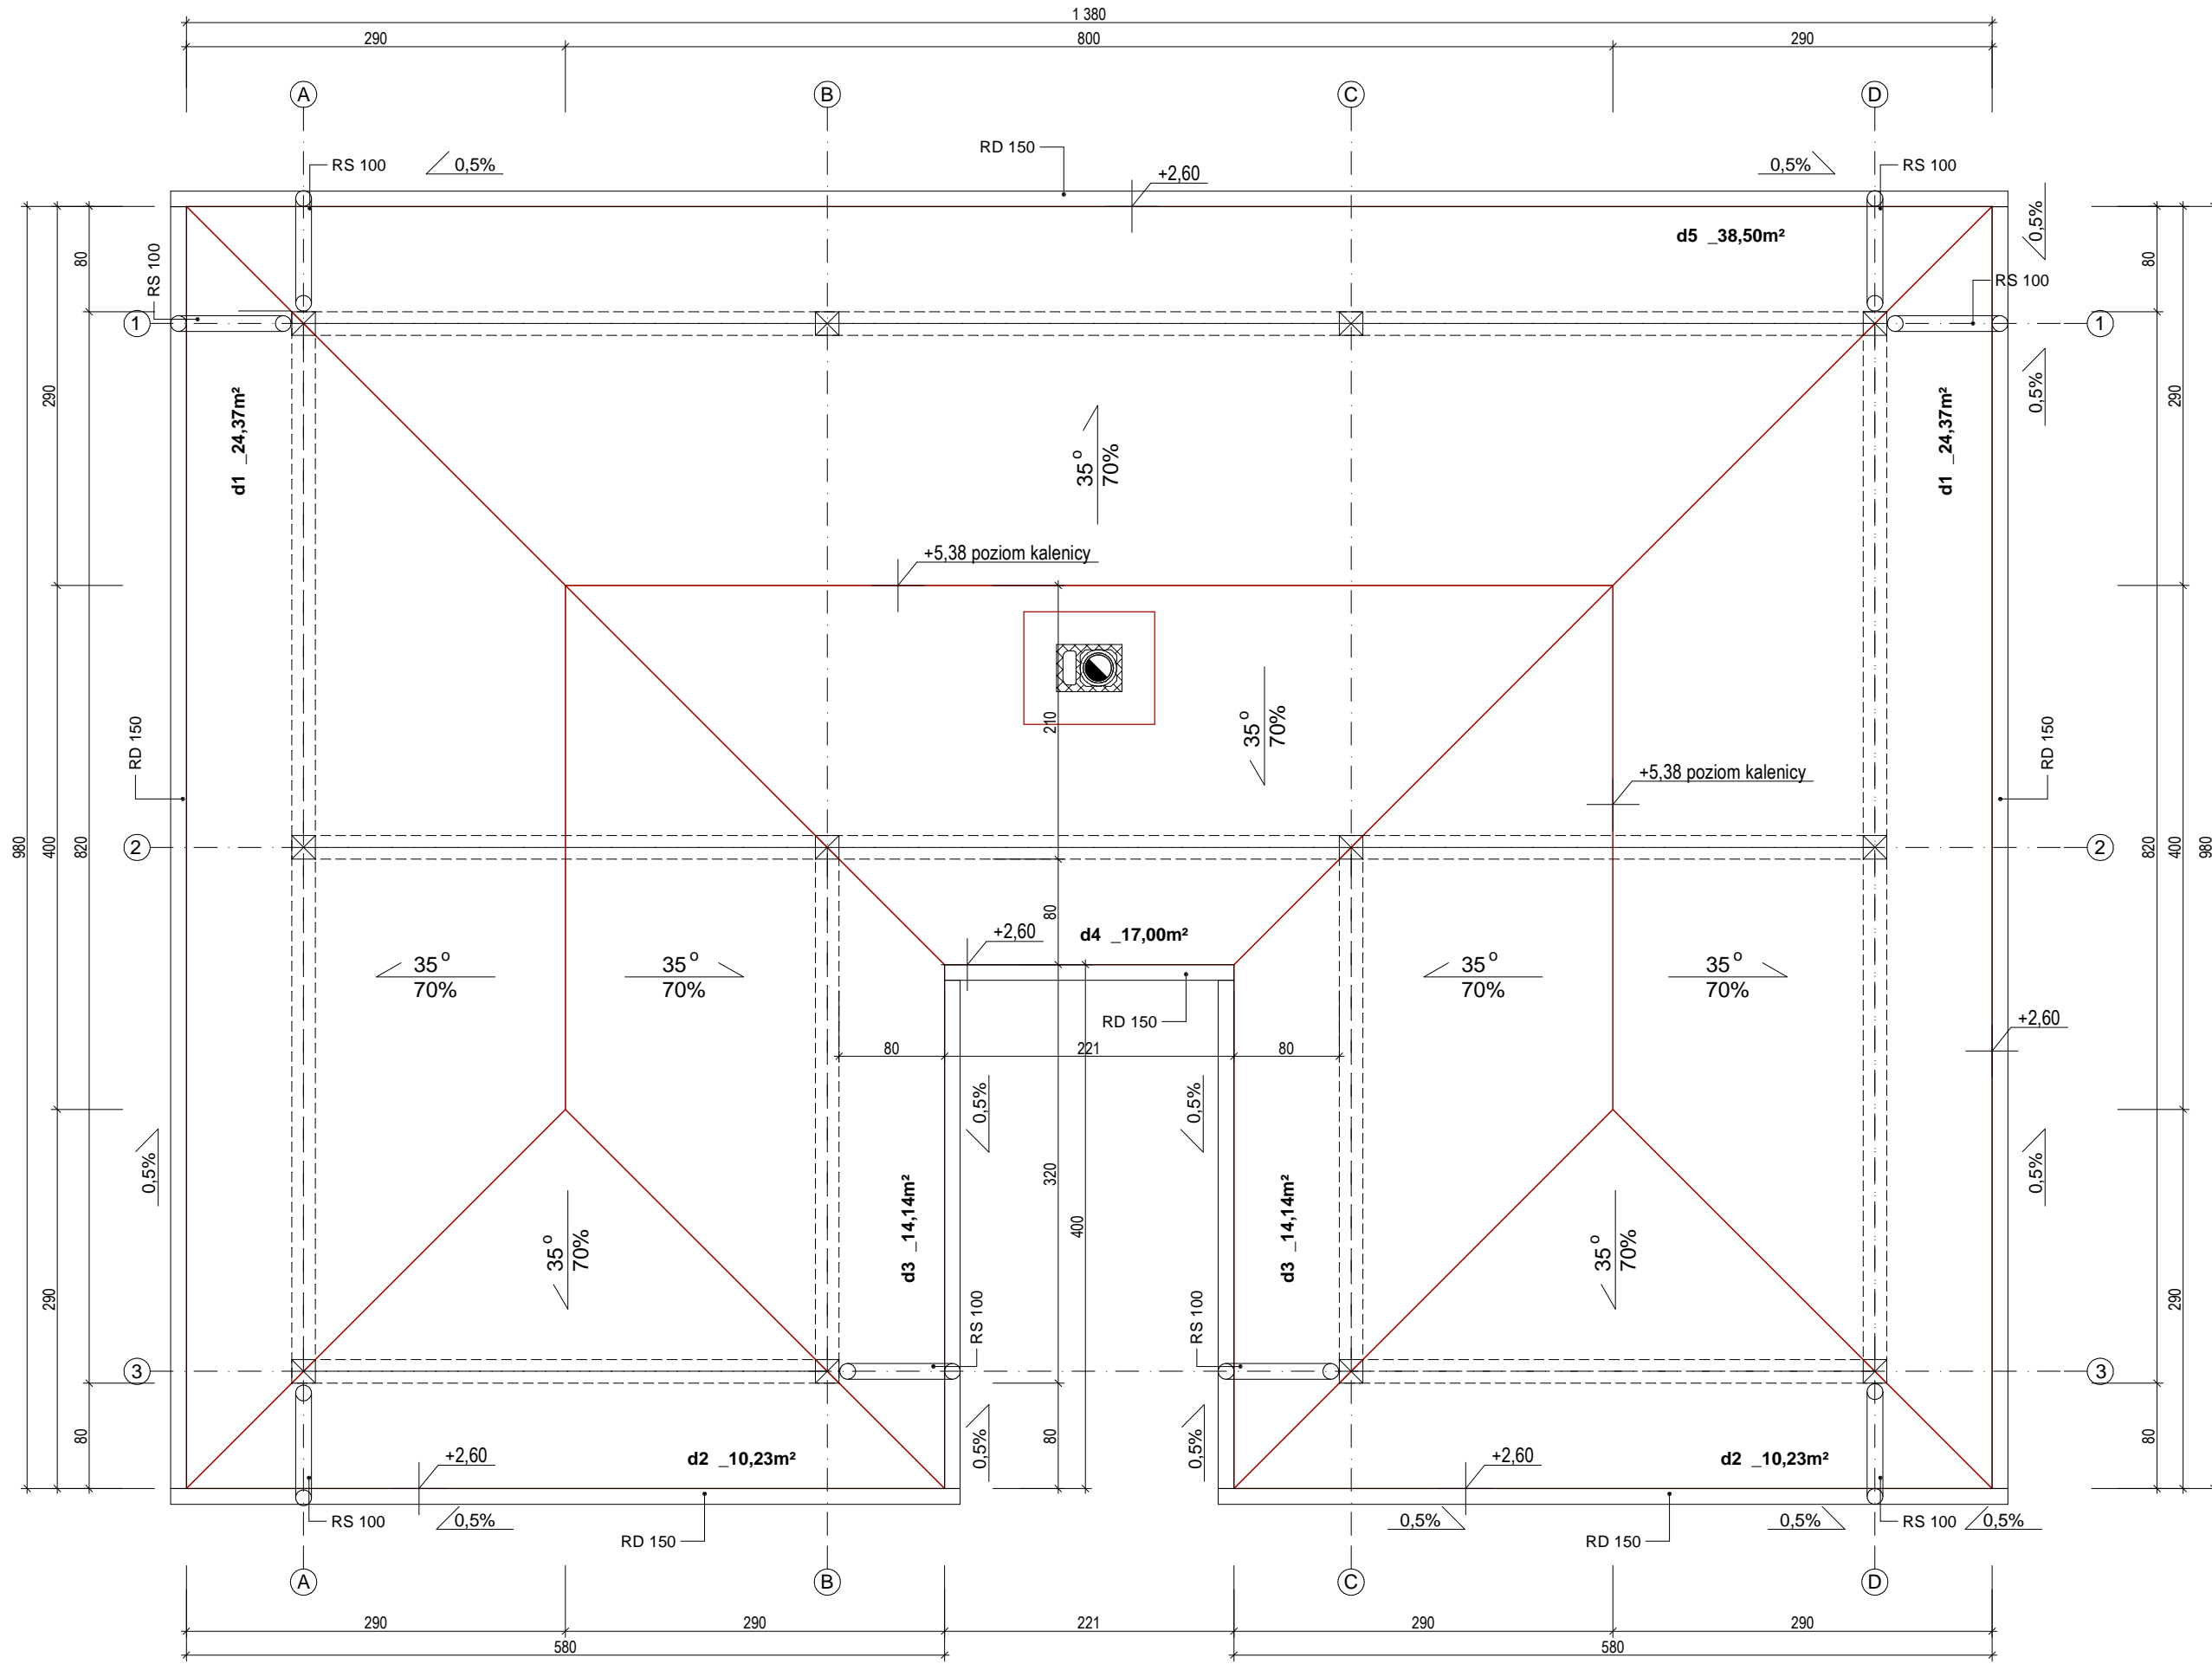 1 380
290
800
290
A
B
C
D
RD 150
RS 100
0,5%
+2,60
0,5%
RS 100
0,5%
d5 _38,50m²
80
RS 100
RS 100
80
1
1
290
d1 _24,37m²
35°
70%
0,5%
d1 _24,37m²
290
+5,38 poziom kalenicy
210
35°
70%
RD 150
+5,38 poziom kalenicy
RD 150
980
400
820
2
2
820
400
980
80
+2,60
d4 _17,00m²
35°
70%
35°
70%
35°
70%
35°
70%
RD 150
+2,60
80
221
80
0,5%
0,5%
0,5%
0,5%
320
400
d3 _14,14m²
d3 _14,14m²
35°
70%
35°
70%
290
RS 100
RS 100
290
3
3
80
+2,60
d2 _10,23m²
0,5%
80
0,5%
+2,60
d2 _10,23m²
80
RS 100
0,5%
RD 150
0,5%
RD 150
0,5%
RS 100
0,5%
A
B
C
D
290
290
221
290
290
580
580